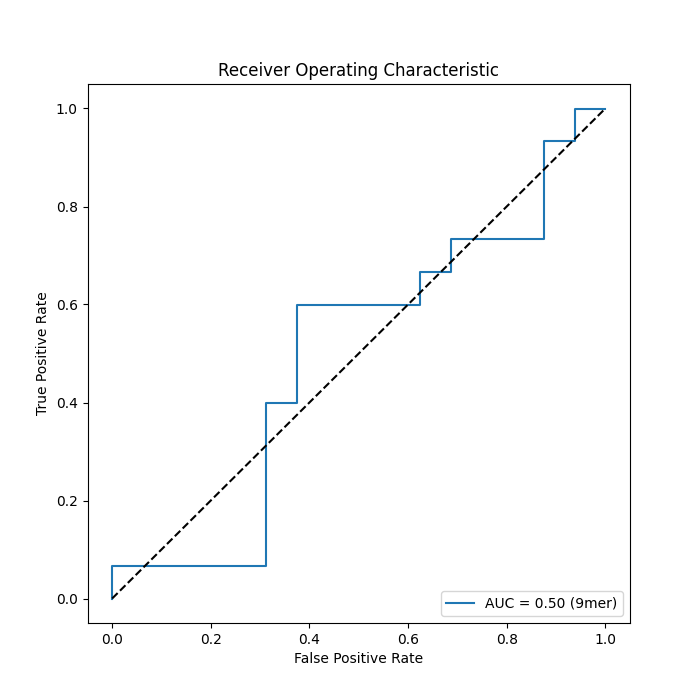 Receiver Operating Characteristic
True Positive Rate
1.0
0.8
0.6
0.4
0.2
0.0
AUC = 0.50 (9mer)
0.0 0.2 0.4 0.6 0.8 1.0
False Positive Rate